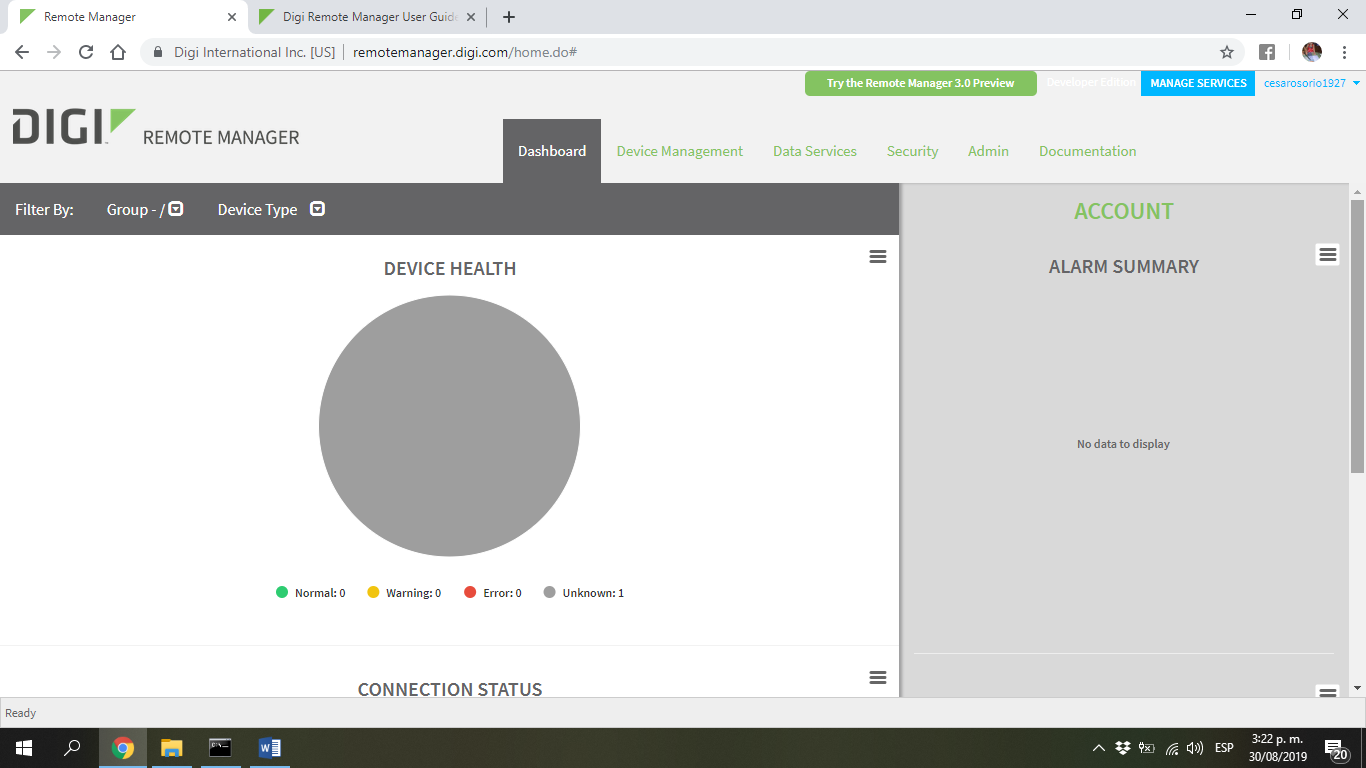 Remote Manager
Digi Remote Manager User Guide
Digi International Inc. [US]
remotemanager.digi.com/home.do#
Try the Remote Manager 3.0 Preview
Developer Edition
MANAGE SERVICES
cesarosorio1927
DIGI
REMOTE MANAGER
Dashboard
Device Management
Data Services
Security
Admin
Documentation
Filter By:
Group - /
Device Type
ACCOUNT
DEVICE HEALTH
ALARM SUMMARY
No data to display
Normal: 0
Warning: 0
Error: 0
Unknown: 1
CONNECTION STATUS
Ready
ESP
3:22 p. m.
30/08/2019
20